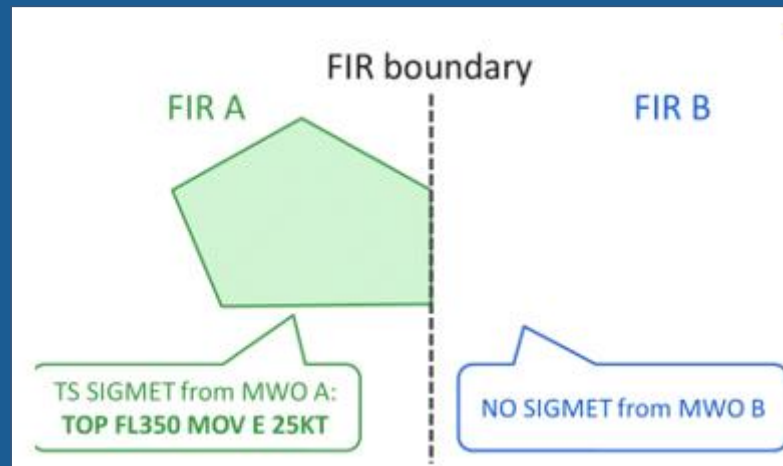 FIR boundary
FIR A
FIR B
TS SIGMET from MWO A:
TOP FL350 MOV E 25KT
NO SIGMET from MWO B